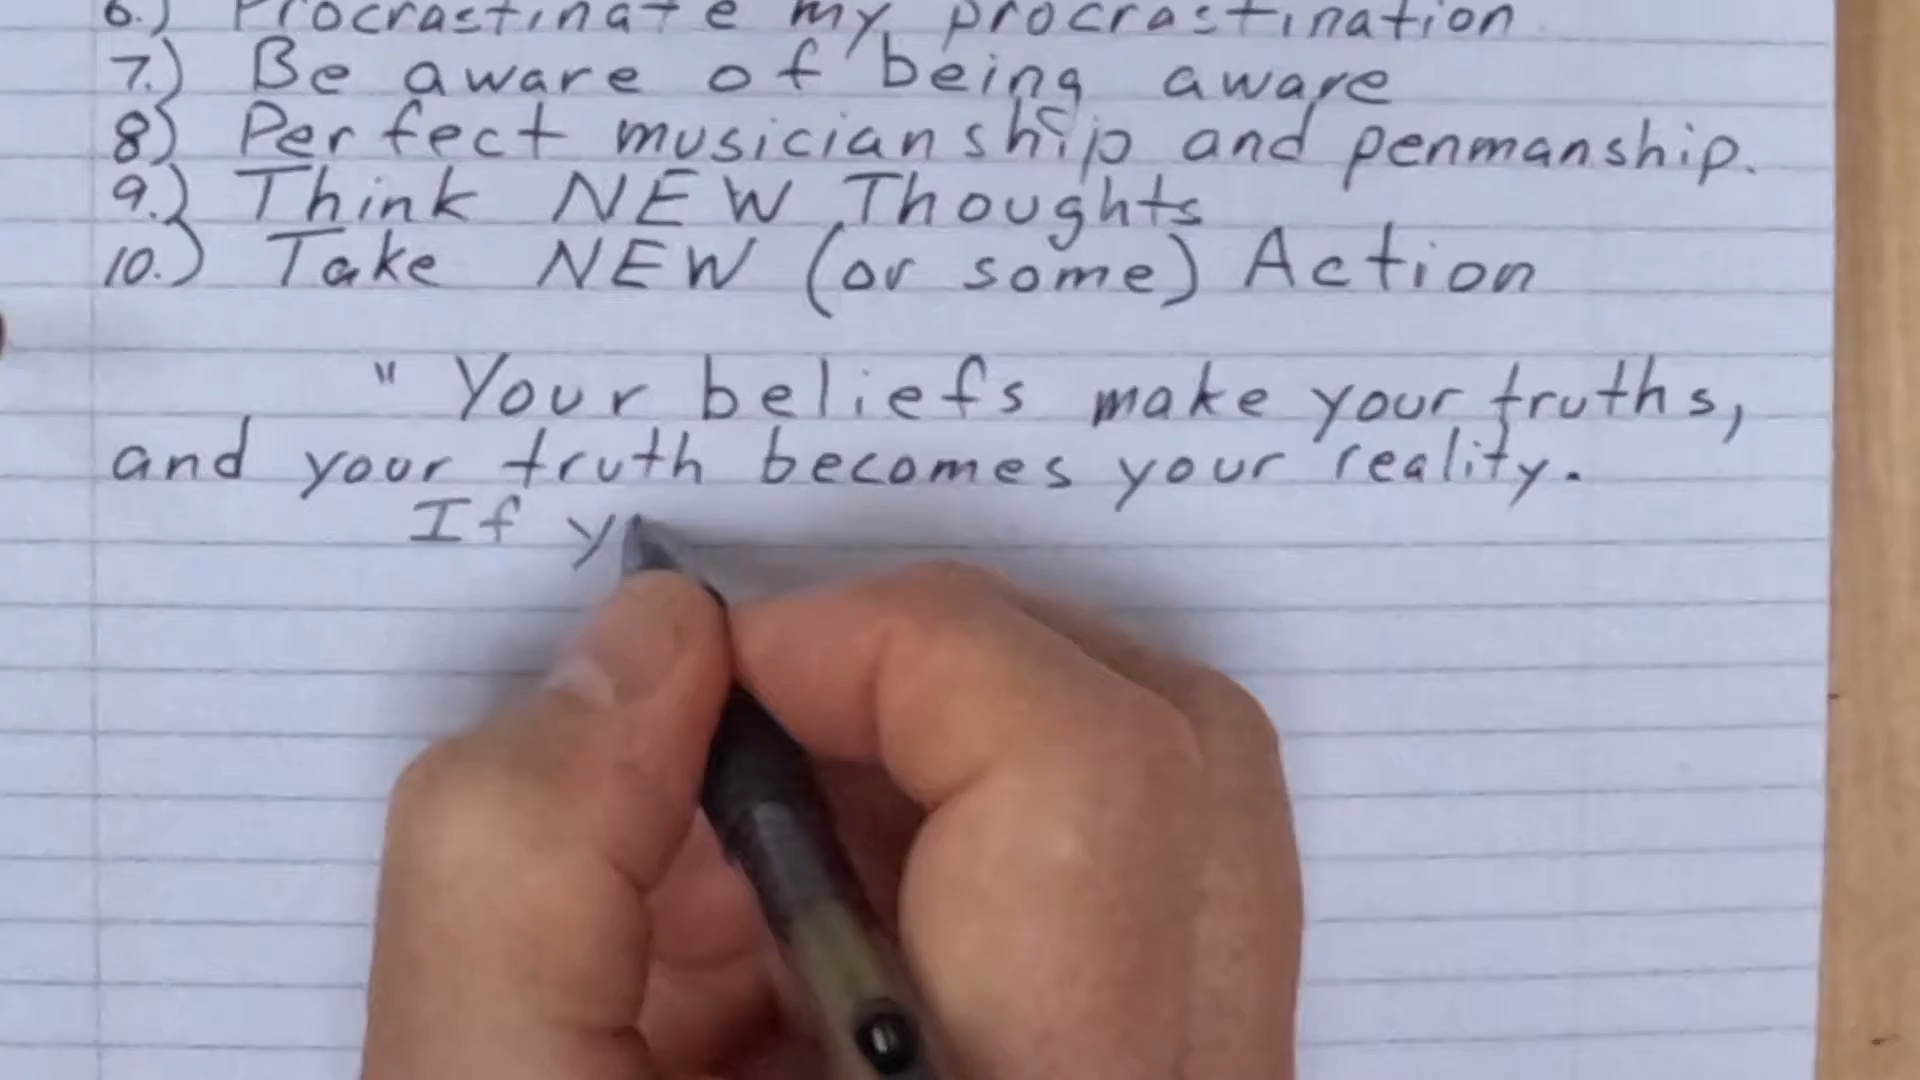 6.) Procrastinate my procrastination
7.) Be aware of being aware
8) Perfect musicianship and penmanship.
9.) Think NEW Thoughts
10.) Take NEW (or some) Action
" Your beliefs make your truths,
and your truth becomes your reality.
If y